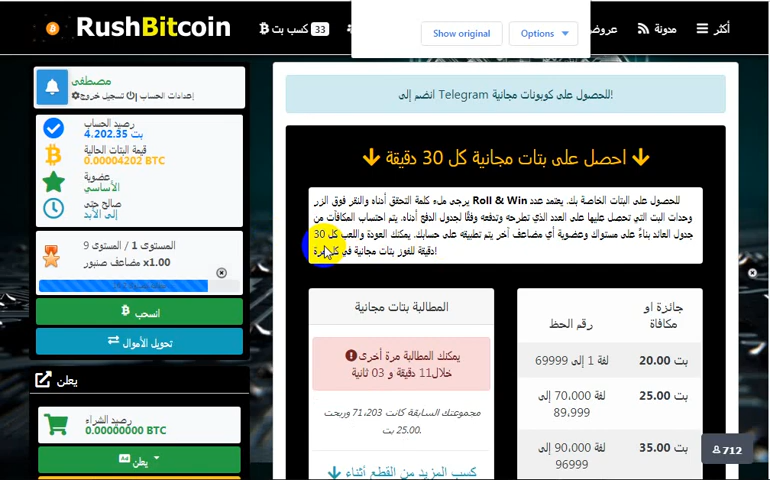 RushBitcoin
33 كسب بت
Show original
Options
عروض
مدونة
أكثر
مصطفى
إعدادات الحساب | تسجيل خروج
رصيد الحساب
4.202.35 بت
قيمة البتات الحالية
0.00004202 BTC
عضوية
الأساسي
صالح حتى
إلى الأبد
المستوى 1 / المستوى 9
x1.00 مضاعف صنبور
انسحب
تحويل الأموال
يعلن
رصيد الشراء
0.00000000 BTC
يعلن
للحصول على كوبونات مجانية Telegram انضم إلى!
احصل على بتات مجانية كل 30 دقيقة
للحصول على البتات الخاصة بك. يعتمد عدد Roll & Win يرجى ملء كلمة التحقق أدناه والنقر فوق الزر
وحدات البت التي تحصل عليها على العدد الذي تطرحه وتدفعه وفقًا لجدول الدفع أدناه. يتم احتساب المكافآت من
جدول العائد بناءً على مستواك وعضوية أي مضاعف آخر يتم تطبيقه على حسابك. يمكنك العودة واللعب كل 30
دقيقة للفوز بتات مجانية في كل مرة!
المطالبة بتات مجانية
يمكنك المطالبة مرة أخرى
خلال11 دقيقة و 03 ثانية
مجموعتك السابقة كانت 71,203 وربحت
25.00 بت.
كسب المزيد من القطع أثناء
رقم الحظ
جائزة او
مكافاة
لفة 1 إلى 69999
20.00 بت
لفة 70,000 إلى
89,999
25.00 بت
لفة 90,000 إلى
96999
35.00 بت
712